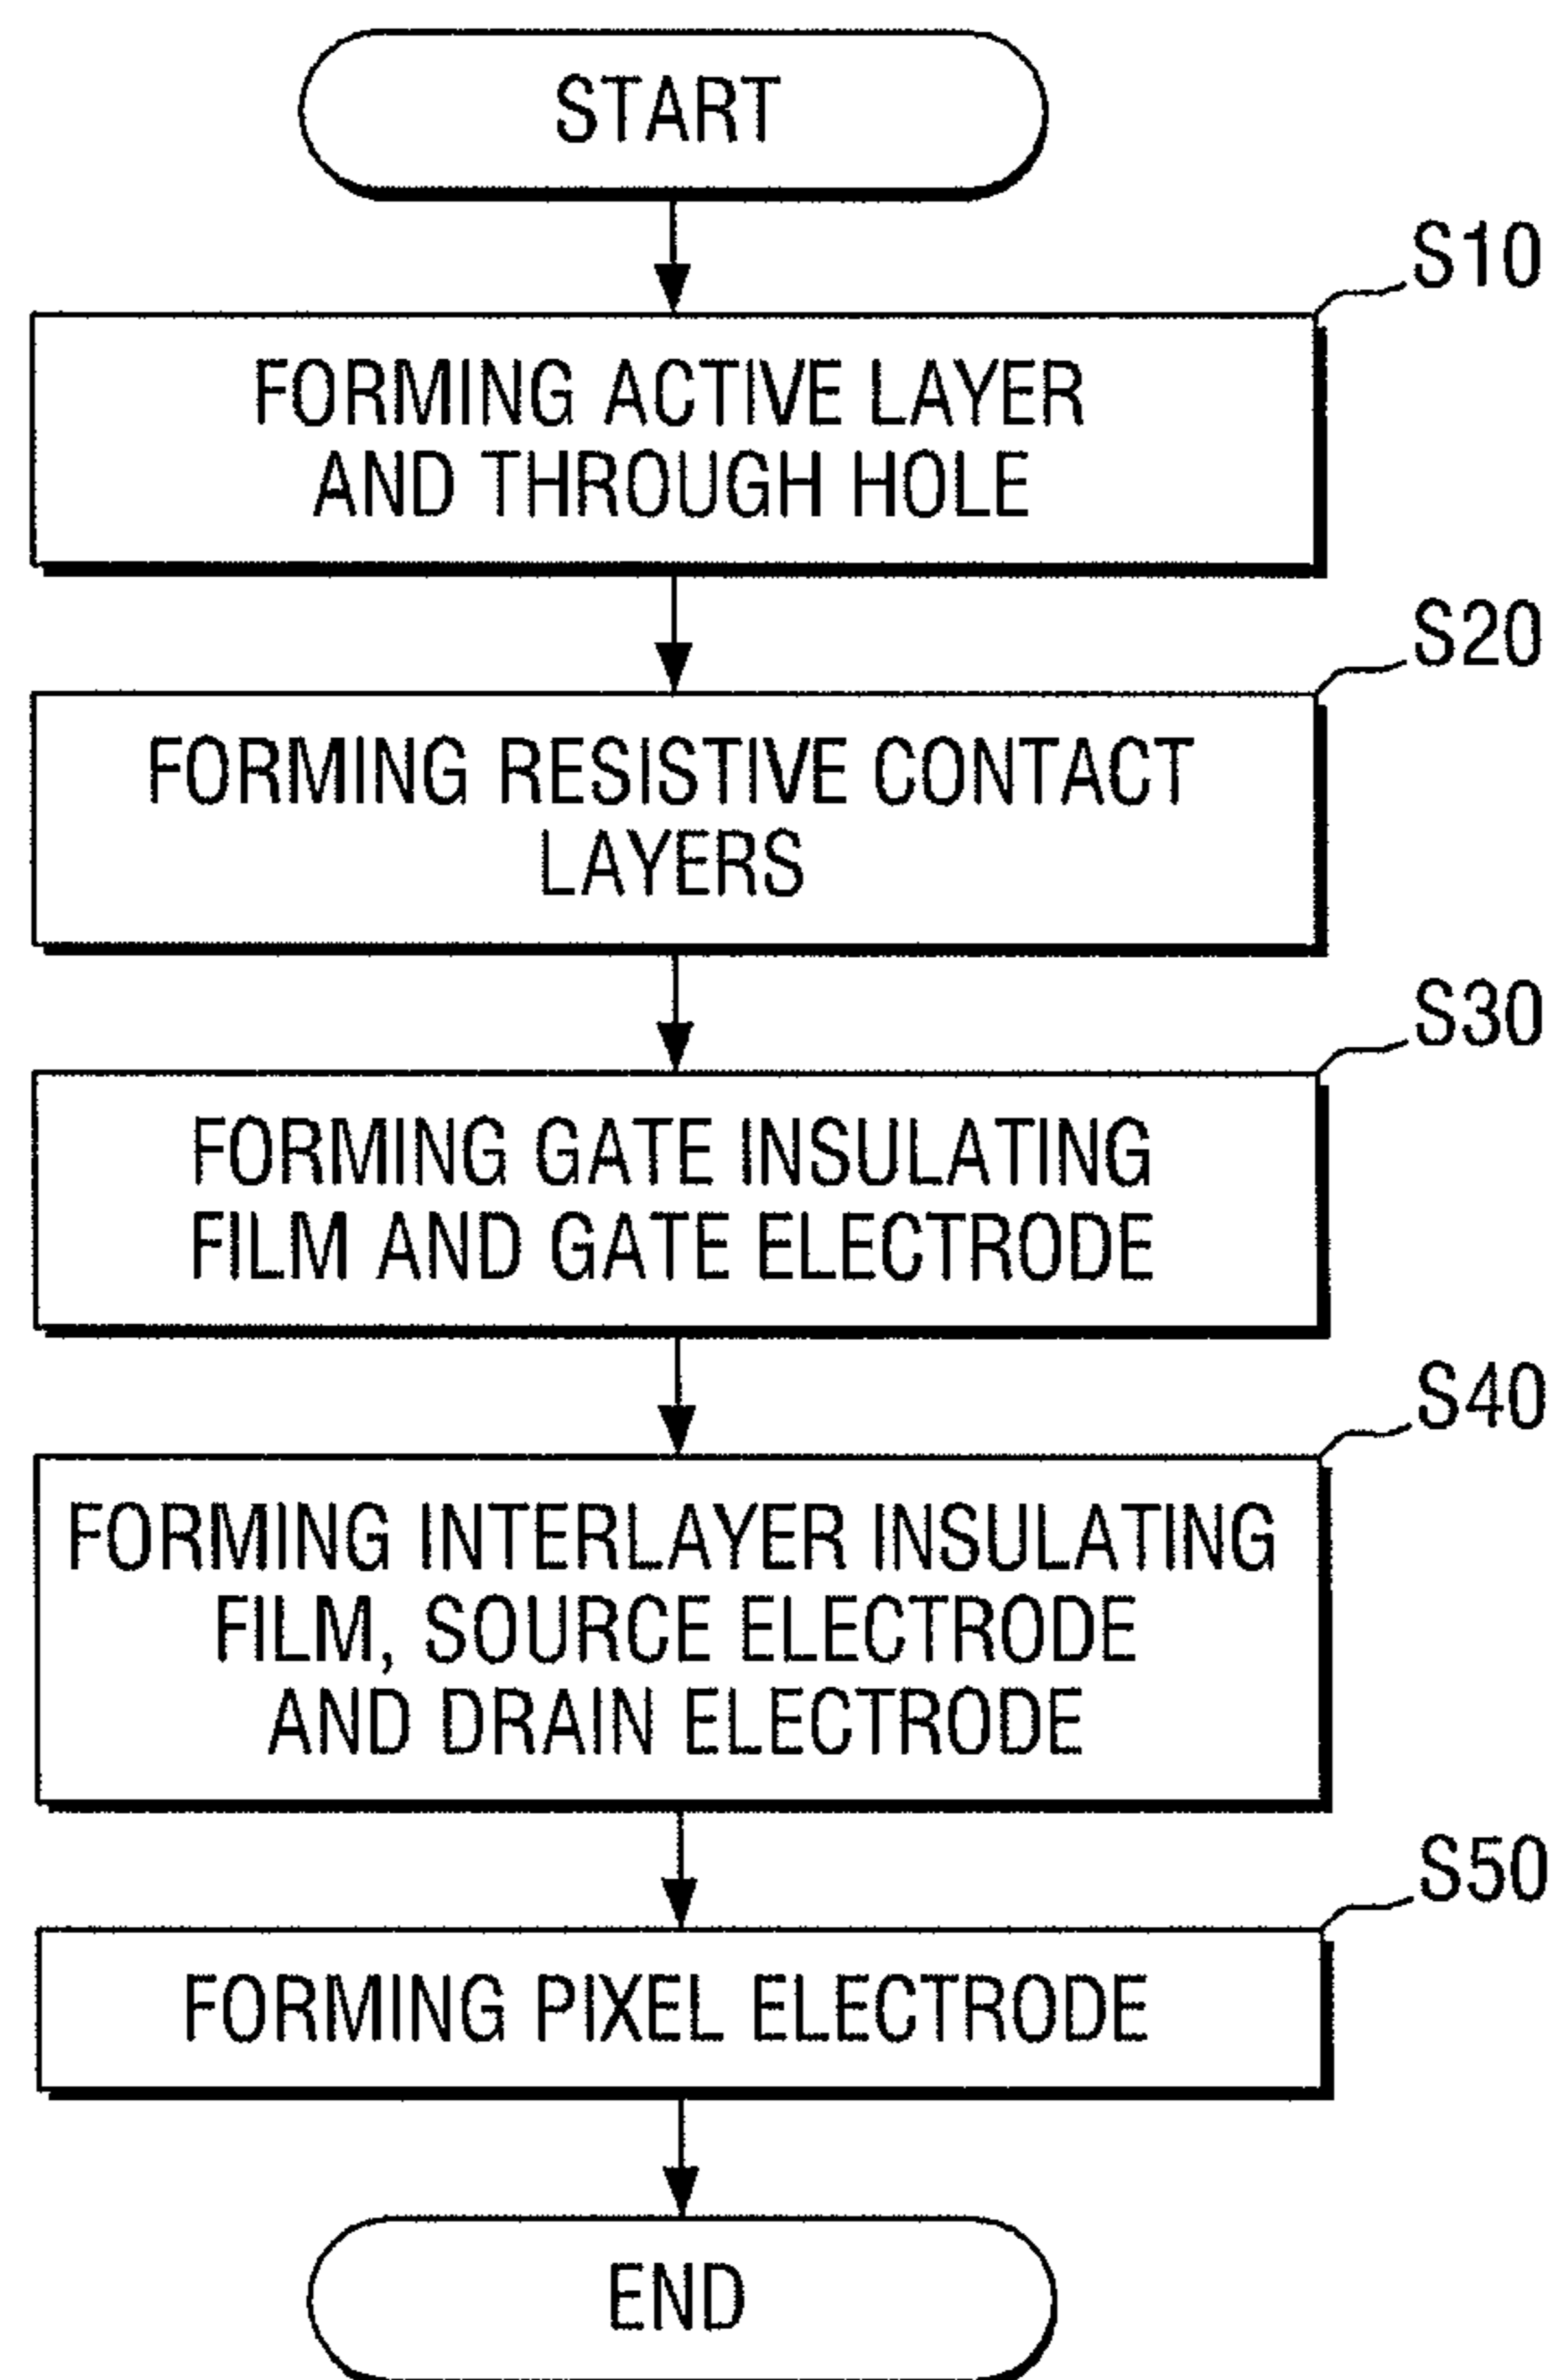 START
S10
FORMING ACTIVE LAYER
AND THROUGH HOLE
S20
FORMING RESISTIVE CONTACT
LAYERS
S30
FORMING GATE INSULATING
FILM AND GATE ELECTRODE
S40
FORMING INTERLAYER INSULATING
FILM, SOURCE ELECTRODE
AND DRAIN ELECTRODE
S50
FORMING PIXEL ELECTRODE
END